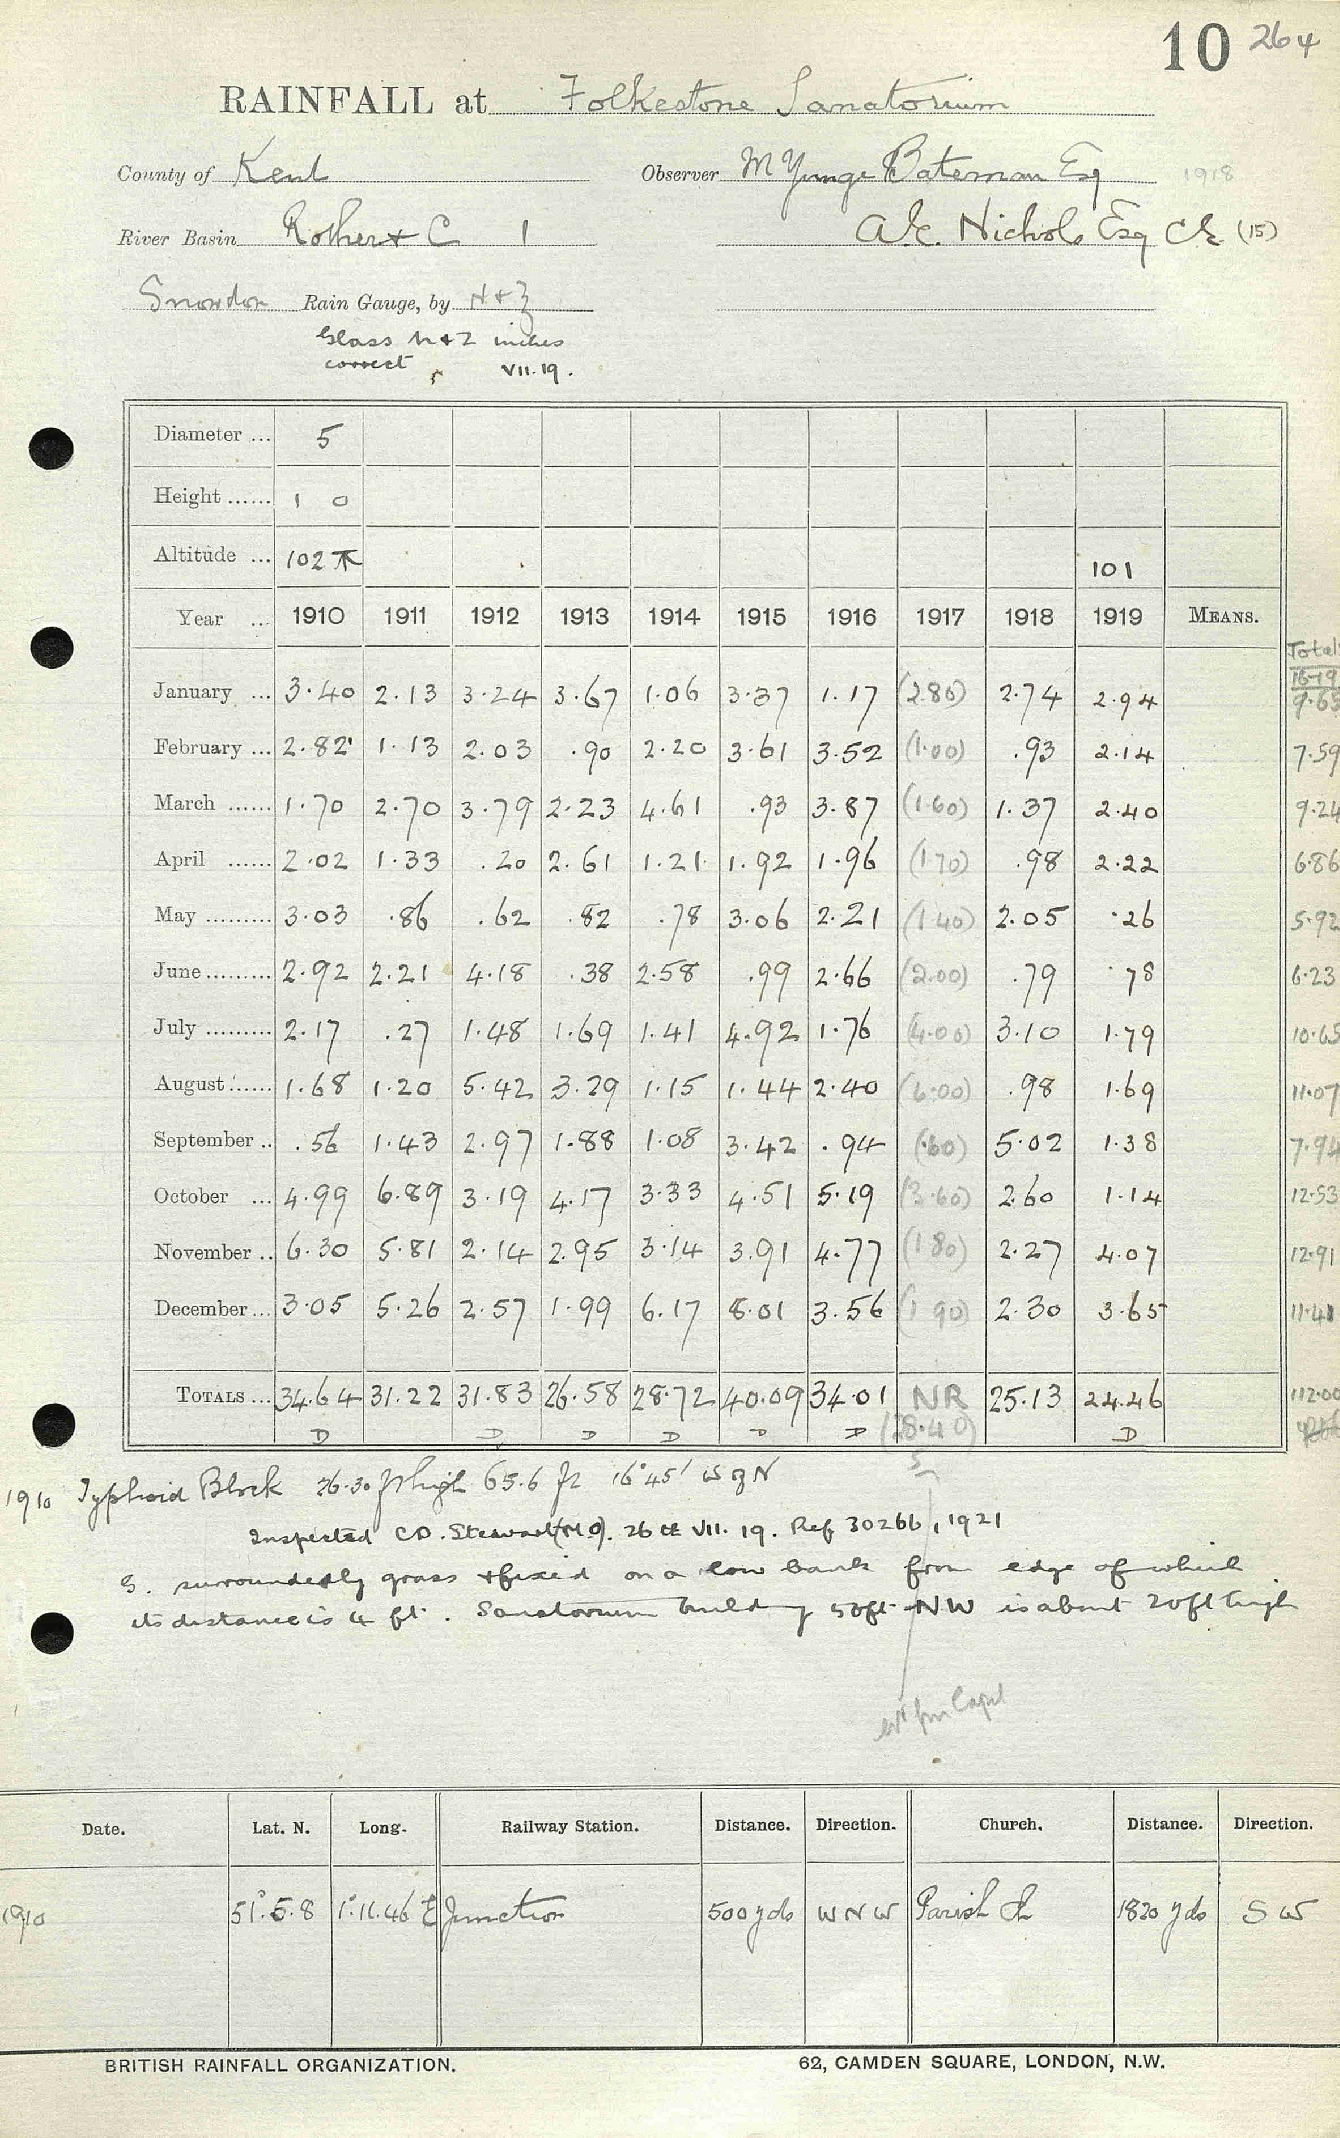 10 264
RAINFALL at Folkestone Sanatorium
County of Kent Observer M Yunge Bateman Esq 1918
River Basin Rother & C 1 A.E. Nichols Esq CE (15)
Snowdon Rain Gauge, by N + Z
Glass N + Z inches
correct VII.19.
Diameter ... 5
Height ...... 1 0
Altitude ... 102 101
Year ... 1910 1911 1912 1913 1914 1915 1916 1917 1918 1919 MEANS.
Total
16-19
January ... 3.40 2.13 3.24 3.67 1.06 3.37 1.17 (2.80) 2.74 2.94 9.65
February ... 2.82 1.13 2.03 .90 2.20 3.61 3.52 (1.00) .93 2.14 7.59
March ...... 1.70 2.70 3.79 2.23 4.61 .93 3.87 (1.60) 1.37 2.40 9.24
April ...... 2.02 1.33 .20 2.61 1.21 1.92 1.96 (1.70) .98 2.22 6.86
May ......... 3.03 .86 .62 .82 .78 3.06 2.21 (1.40) 2.05 .26 5.92
June ......... 2.92 2.21 4.18 .38 2.58 .99 2.66 (2.00) .79 .78 6.23
July ......... 2.17 .27 1.48 1.69 1.41 4.92 1.76 (4.00) 3.10 1.79 10.65
August ...... 1.68 1.20 5.42 3.29 1.15 1.44 2.40 (6.00) .98 1.69 11.07
September .. .56 1.43 2.97 1.88 1.08 3.42 .94 (.60) 5.02 1.38 7.94
October ... 4.99 6.89 3.19 4.17 3.33 4.51 5.19 (3.60) 2.60 1.14 12.53
November .. 6.30 5.81 2.14 2.95 3.14 3.91 4.77 (1.80) 2.27 4.07 12.91
December ... 3.05 5.26 2.57 1.99 6.17 8.01 3.56 (1.90) 2.30 3.65 11.41
TOTALS ... 34.64 31.22 31.83 26.58 28.72 40.09 34.01 NR 25.13 24.46 112.00
D D D D D D (28.40) D
1910 Typhoid Block 26.30 ft high 65.6 ft 16°45' W of N
Inspected C.D. Stewart (M.O). 26th VII. 19. Ref 30266, 1921
G. surrounded by grass & fixed on a low bank from edge of which
its distance is 4 ft. Sanatorium building 50ft NW is about 20ft high
est from Capel
Date. Lat. N. Long. Railway Station. Distance. Direction. Church. Distance. Direction.
1910 51°.5.8 1°.11.46 E Junction 500 yds WNW Parish Ch 1820 yds SW
BRITISH RAINFALL ORGANIZATION. 62, CAMDEN SQUARE, LONDON, N.W.